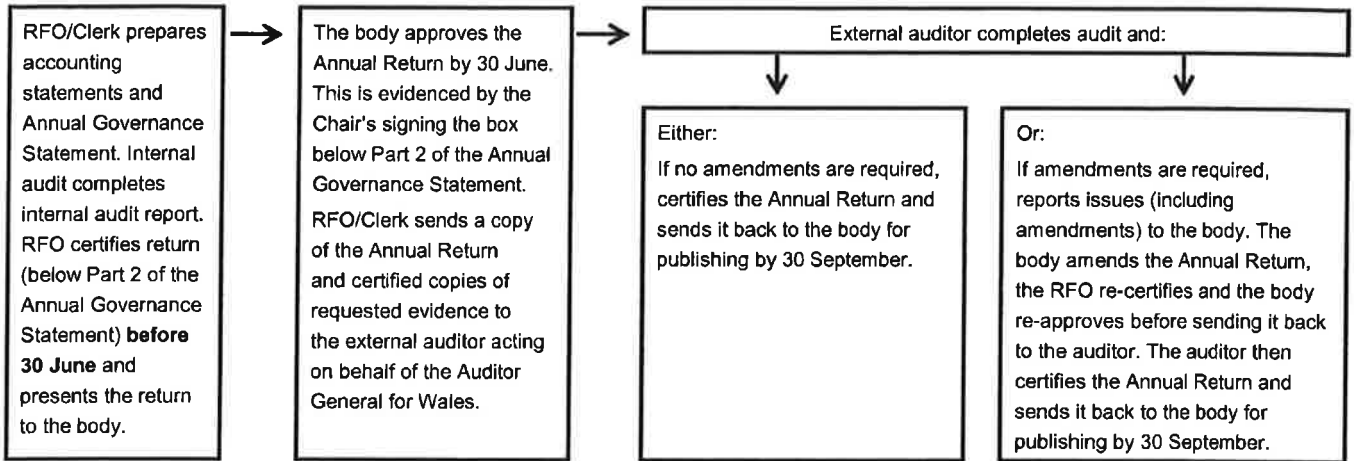 RFO/Clerk prepares
accounting
statements and
Annual Governance
Statement. Internal
audit completes
internal audit report.
RFO certifies return
(below Part 2 of the
Annual Governance
Statement) before
30 June and
presents the return
to the body.
The body approves the
Annual Return by 30 June.
This is evidenced by the
Chair's signing the box
below Part 2 of the Annual
Governance Statement.
RFO/Clerk sends a copy
of the Annual Return
and certified copies of
requested evidence to
the external auditor acting
on behalf of the Auditor
General for Wales.
External auditor completes audit and:
Either:
If no amendments are required,
certifies the Annual Return and
sends it back to the body for
publishing by 30 September.
Or:
If amendments are required,
reports issues (including
amendments) to the body. The
body amends the Annual Return,
the RFO re-certifies and the body
re-approves before sending it back
to the auditor. The auditor then
certifies the Annual Return and
sends it back to the body for
publishing by 30 September.